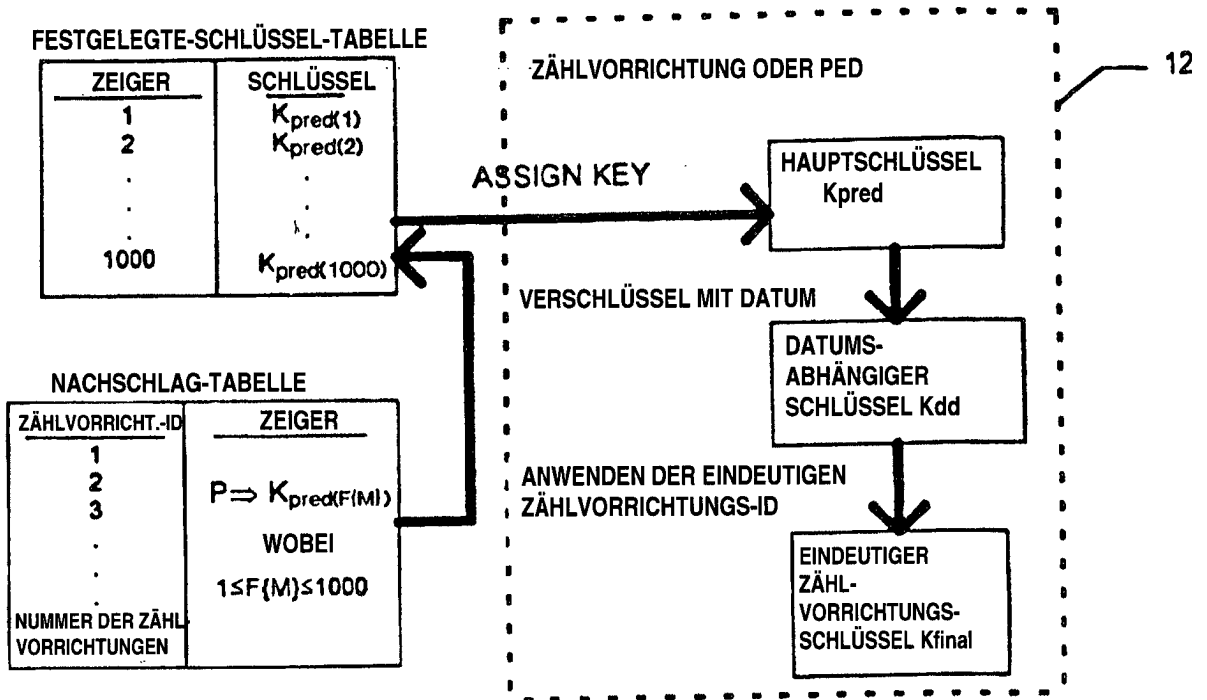 FESTGELEGTE-SCHLÜSSEL-TABELLE
ZEIGER SCHLÜSSEL
1 Kpred(1)
2 Kpred(2)
1000 Kpred(1000)
NACHSCHLAG-TABELLE
ZÄHLVORRICHT.-ID ZEIGER
1
2
3
P⇒ Kpred(F{M})
WOBEI
1≤F{M}≤1000
NUMMER DER ZÄHL
VORRICHTUNGEN
ASSIGN KEY
ZÄHLVORRICHTUNG ODER PED
12
HAUPTSCHLÜSSEL
Kpred
VERSCHLÜSSEL MIT DATUM
DATUMS-
ABHÄNGIGER
SCHLÜSSEL Kdd
ANWENDEN DER EINDEUTIGEN
ZÄHLVORRICHTUNGS-ID
EINDEUTIGER
ZÄHL-
VORRICHTUNGS-
SCHLÜSSEL Kfinal